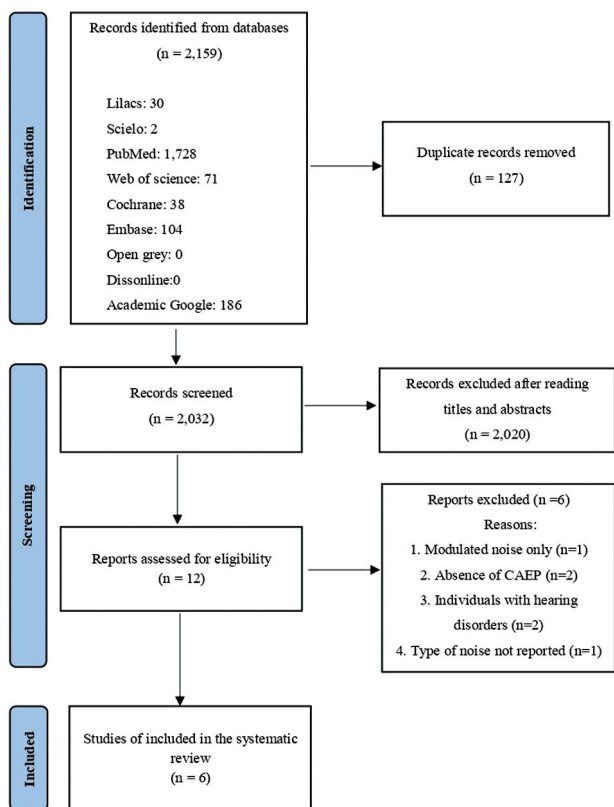 Identification
Records identified from databases
(n = 2,159)
Lilacs: 30
Scielo: 2
PubMed: 1,728
Web of science: 71
Cochrane: 38
Embase: 104
Open grey: 0
Dissonline:0
Academic Google: 186
Duplicate records removed
(n = 127)
Screening
Records screened
(n = 2,032)
Records excluded after reading
titles and abstracts
(n = 2,020)
Reports assessed for eligibility
(n = 12)
Reports excluded (n =6)
Reasons:
1. Modulated noise only (n=1)
2. Absence of CAEP (n=2)
3. Individuals with hearing
disorders (n=2)
4. Type of noise not reported (n=1)
Included
Studies of included in the systematic
review
(n = 6)